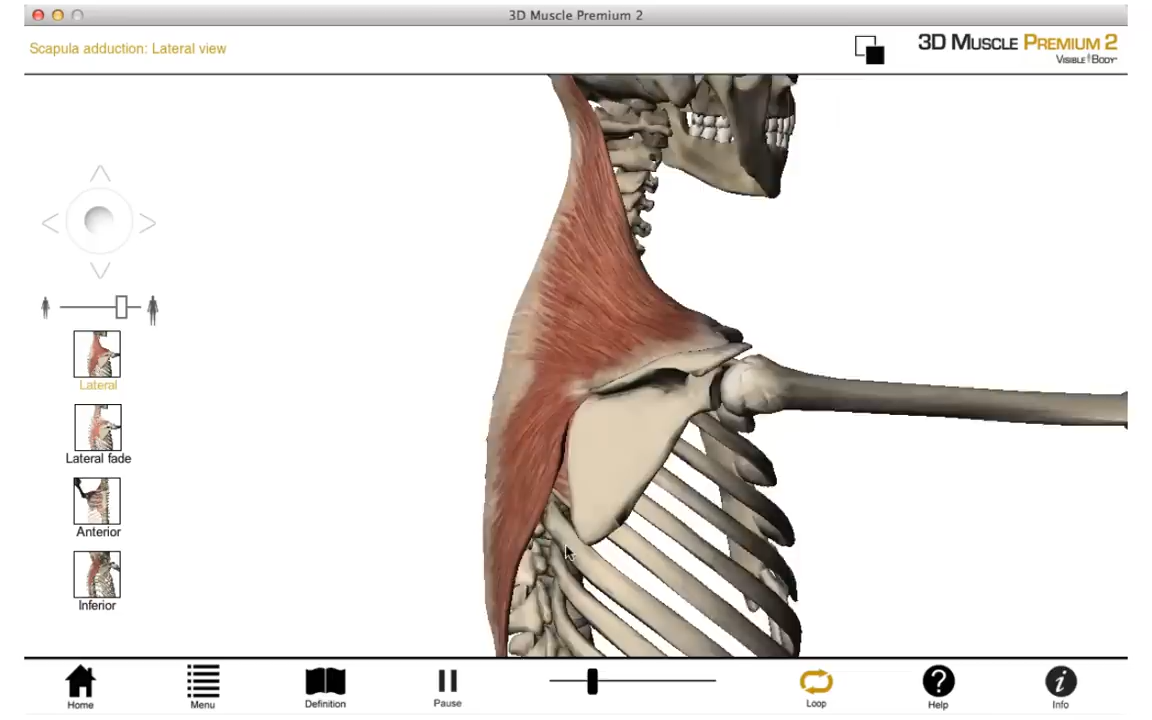 3D Muscle Premium 2
Scapula adduction: Lateral view
3D MUSCLE PREMIUM 2
VISIBLE BODY
Lateral
Lateral fade
Anterior
Inferior
Home
Menu
Definition
Pause
Loop
Help
Info